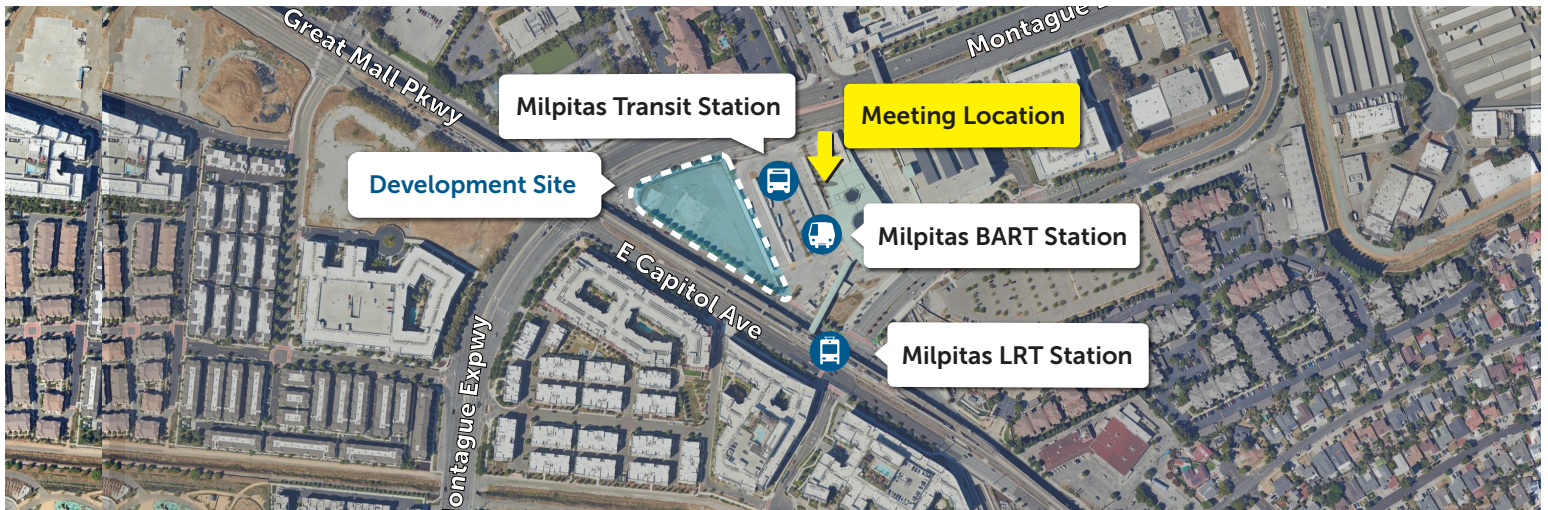 Great Mall Pkwy
Montague
Milpitas Transit Station
Meeting Location
Development Site
Milpitas BART Station
E Capitol Ave
Milpitas LRT Station
ontague Expwy